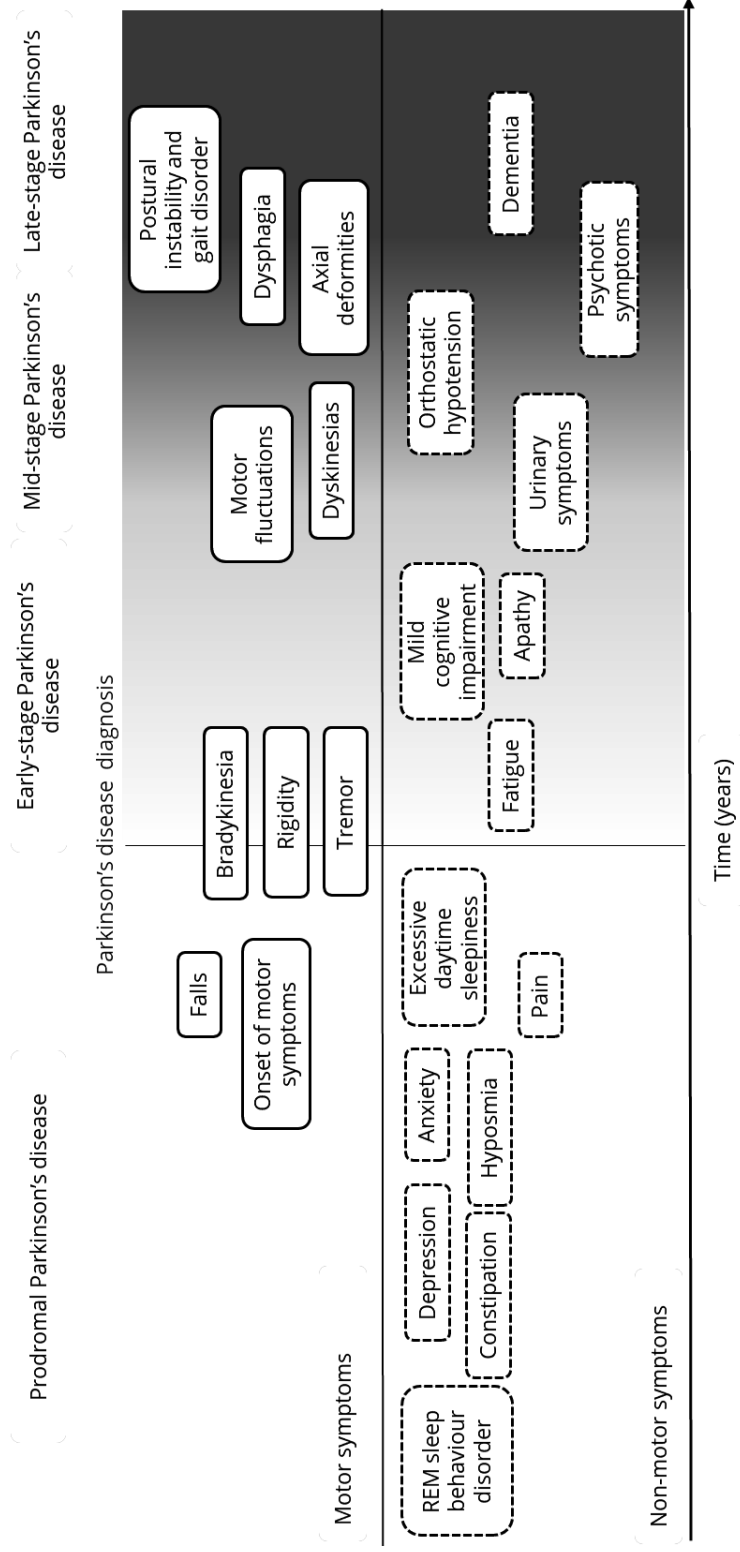 Prodromal Parkinson’s disease
Early-stage Parkinson’s
disease
Mid-stage Parkinson’s
disease
Late-stage Parkinson’s
disease
Parkinson’s disease diagnosis
Motor symptoms
Onset of motor
symptoms
Falls
Bradykinesia
Rigidity
Tremor
Motor
fluctuations
Dyskinesias
Postural
instability and
gait disorder
Dysphagia
Axial
deformities
REM sleep
behaviour
disorder
Depression
Constipation
Anxiety
Hyposmia
Excessive
daytime
sleepiness
Pain
Fatigue
Mild
cognitive
impairment
Apathy
Orthostatic
hypotension
Urinary
symptoms
Dementia
Psychotic
symptoms
Non-motor symptoms
Time (years)